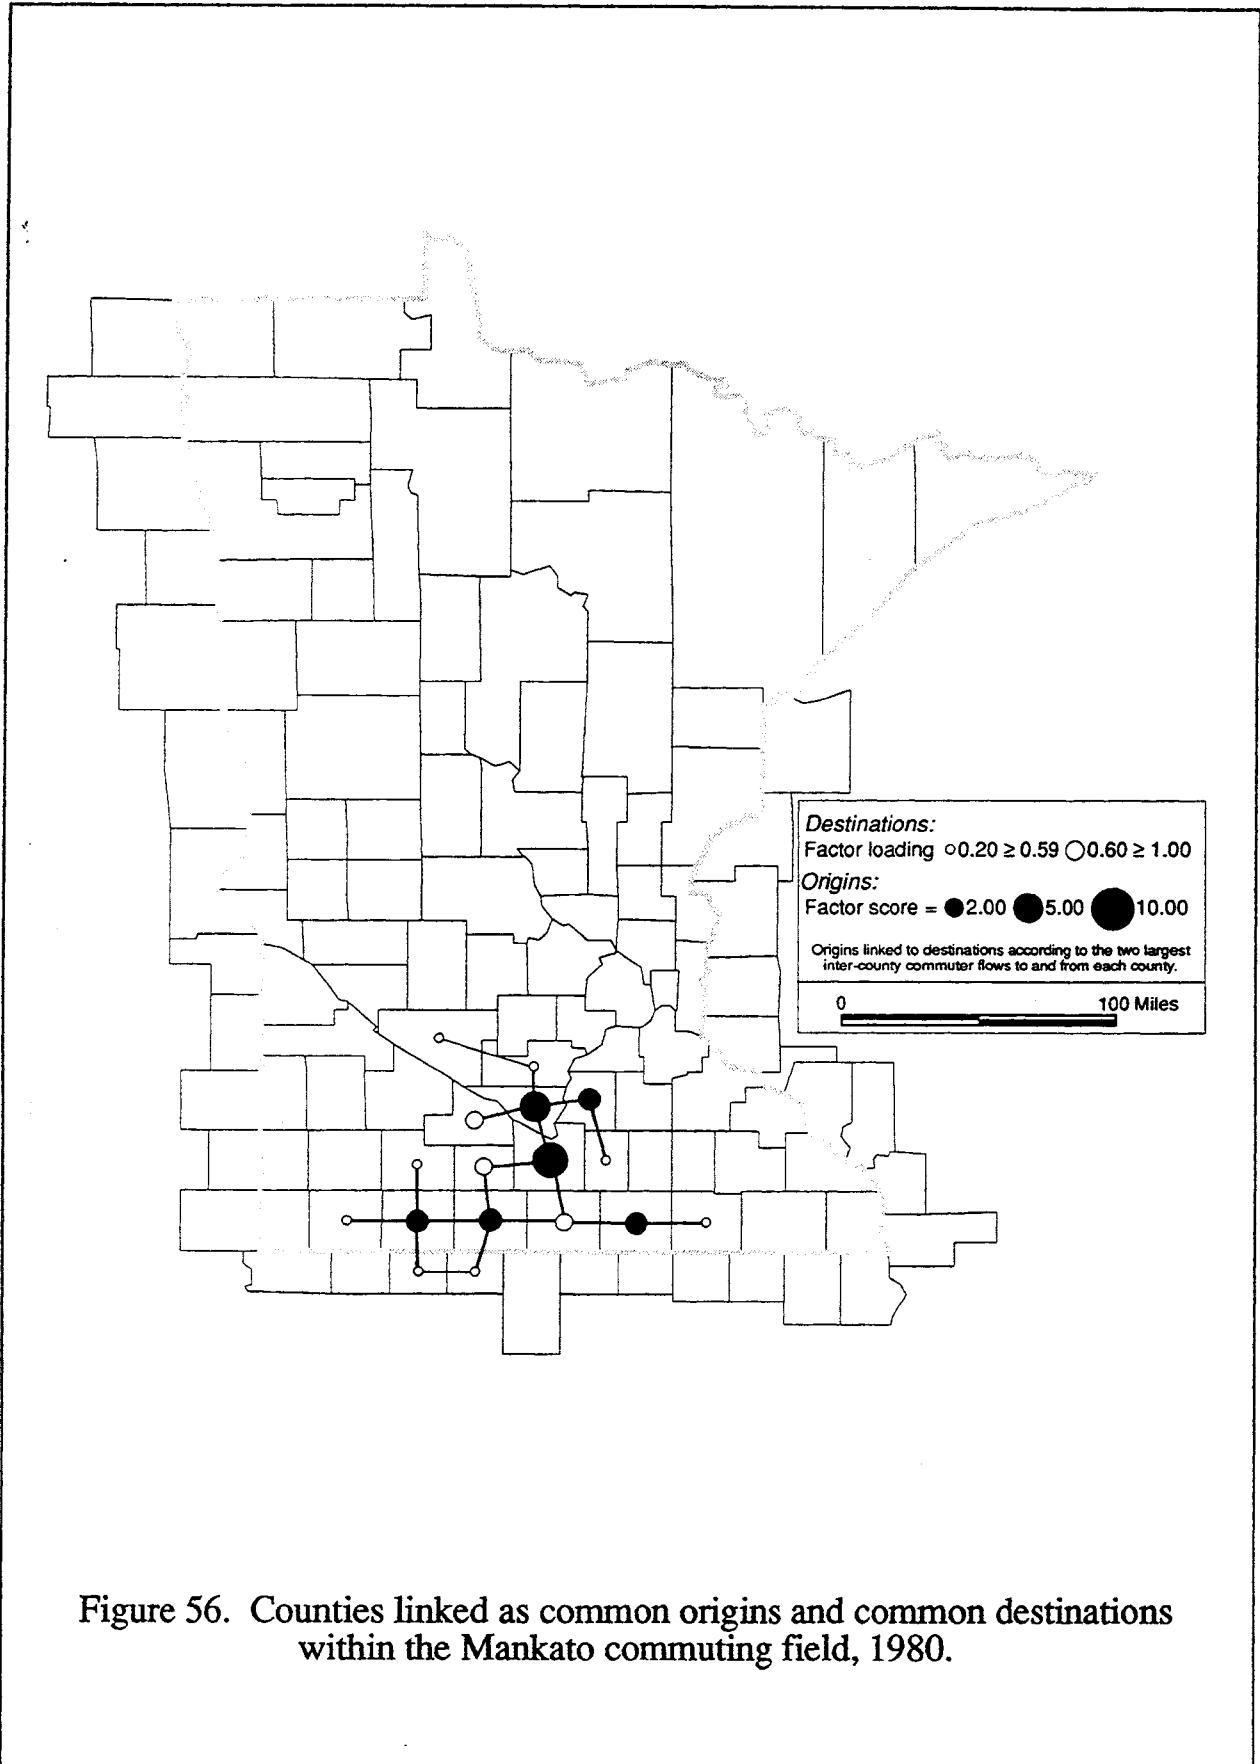 Destinations:
Factor loading ○0.20 ≥ 0.59 ○0.60 ≥ 1.00
Origins:
Factor score = ●2.00 ●5.00 ●10.00
Origins linked to destinations according to the two largest
inter-county commuter flows to and from each county.
0 100 Miles
Figure 56. Counties linked as common origins and common destinations
within the Mankato commuting field, 1980.